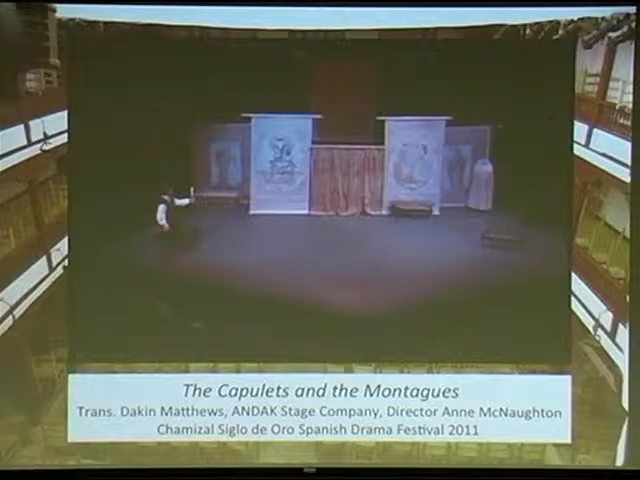 The Capulets and the Montagues
Trans. Dakin Matthews, ANDAK Stage Company, Director Anne McNaughton
Chamizal Siglo de Oro Spanish Drama Festival 2011